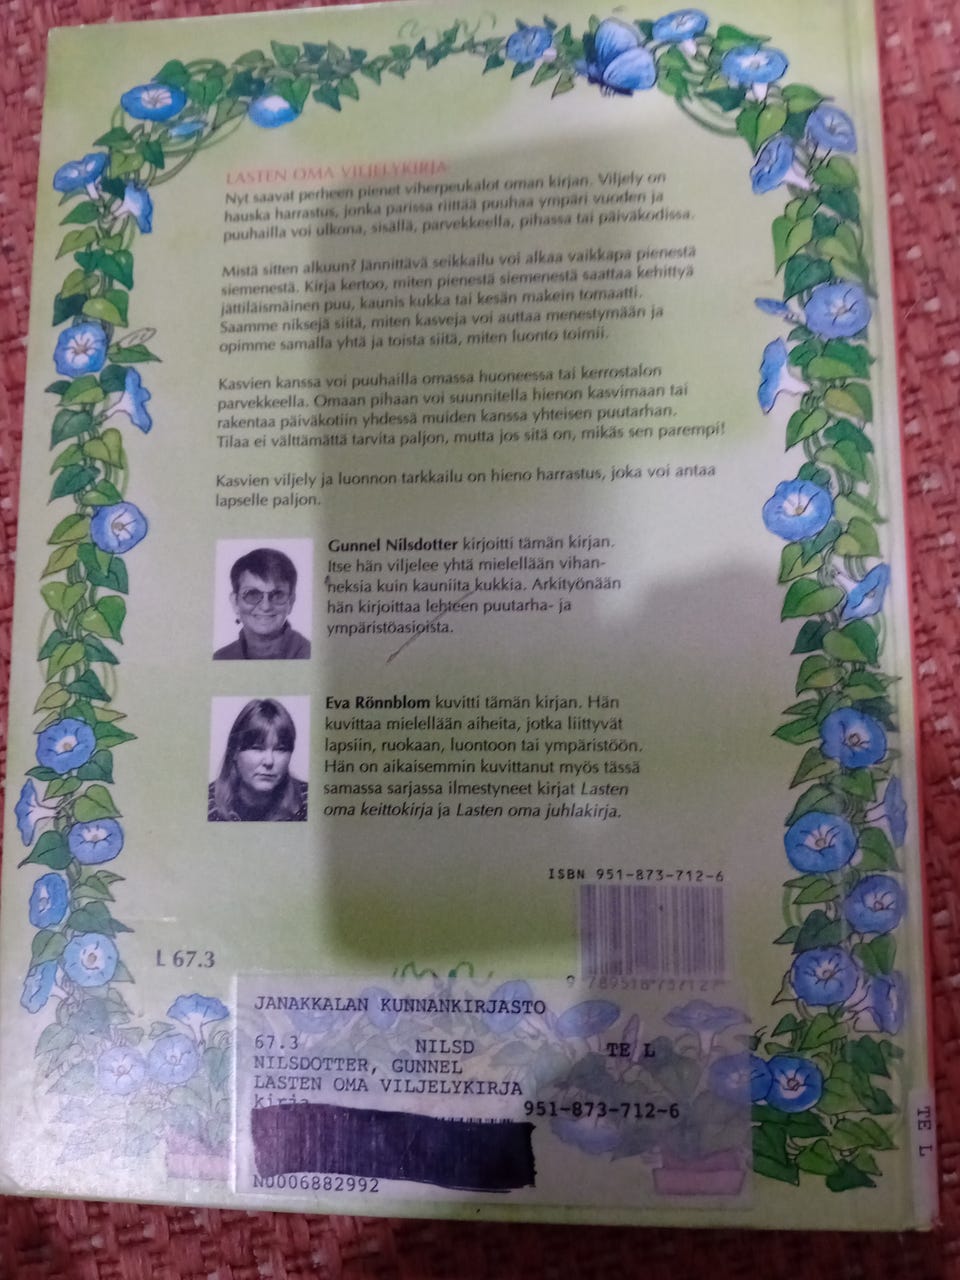 LASTEN OMA VILJELYKIRJA
Nyt saavat perheen pienet viherpeukalot oman kirjan. Viljely on
hauska harrastus, jonka parissa riittää puuhaa ympäri vuoden ja
puuhailla voi ulkona, sisällä, parvekkeella, pihassa tai päiväkodissa.
Mistä sitten alkuun? Jännittävä seikkailu voi alkaa vaikkapa pienestä
siemenestä. Kirja kertoo, miten pienestä siemenestä saattaa kehittyä
jättiläismäinen puu, kaunis kukka tai kesän makein tomaatti.
Saamme niksejä siitä, miten kasveja voi auttaa menestymään ja
opimme samalla yhtä ja toista siitä, miten luonto toimii.
Kasvien kanssa voi puuhailla omassa huoneessa tai kerrostalon
parvekkeella. Omaan pihaan voi suunnitella hienon kasvimaan tai
rakentaa päiväkotiin yhdessä muiden kanssa yhteisen puutarhan.
Tilaa ei välttämättä tarvita paljon, mutta jos sitä on, mikäs sen parempi!
Kasvien viljely ja luonnon tarkkailu on hieno harrastus, joka voi antaa
lapselle paljon.
Gunnel Nilsdotter kirjoitti tämän kirjan.
Itse hän viljelee yhtä mielellään vihan-
neksia kuin kauniita kukkia. Arkityönään
hän kirjoittaa lehteen puutarha- ja
ympäristöasioista.
Eva Rönnblom kuvitti tämän kirjan. Hän
kuvittaa mielellään aiheita, jotka liittyvät
lapsiin, ruokaan, luontoon tai ympäristöön.
Hän on aikaisemmin kuvittanut myös tässä
samassa sarjassa ilmestyneet kirjat Lasten
oma keittokirja ja Lasten oma juhlakirja.
ISBN 951-873-712-6
L 67.3
9 789518 737127
JANAKKALAN KUNNANKIRJASTO
67.3 NILSD TE L
NILSDOTTER, GUNNEL
LASTEN OMA VILJELYKIRJA
kirja 951-873-712-6
N0006882992
TE L